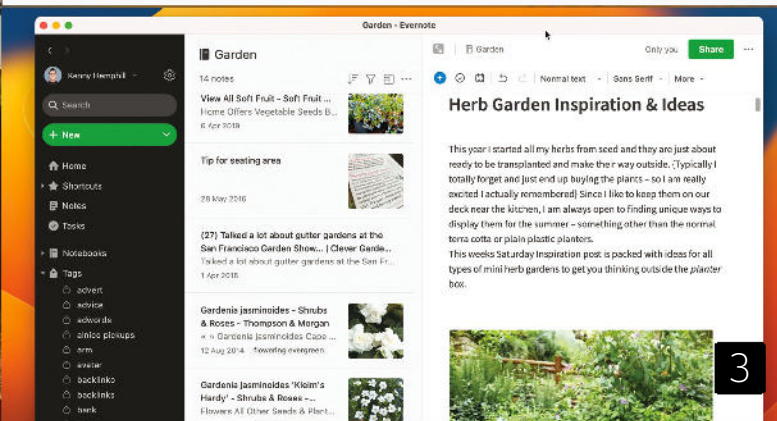 Garden - Evernote
Kenny Hemphill
Search
+ New
Home
Shortcuts
Notes
Tasks
Notebooks
Tags
advert
advice
adwords
alnico pickups
arm
avatar
backlinko
backlinks
bank
Garden
14 notes
View All Soft Fruit - Soft Fruit ...
Home Offers Vegetable Seeds B...
6 Apr 2019
Tip for seating area
28 May 2016
(27) Talked a lot about gutter gardens at the
San Francisco Garden Show... | Clever Garde...
Talked a lot about gutter gardens at the San Fr...
1 Apr 2015
Gardenia jasminoides - Shrubs
& Roses - Thompson & Morgan
« » Gardenia jasminoides Cape ...
12 Aug 2014 flowering evergreen
Gardenia jasminoides 'Kleim's
Hardy' - Shrubs & Roses -...
Flowers All Other Seeds & Plant...
Garden
Only you
Share
Normal text
Sans Serif
More
Herb Garden Inspiration & Ideas
This year I started all my herbs from seed and they are just about
ready to be transplanted and make their way outside. {Typically I
totally forget and just end up buying the plants – so I am really
excited I actually remembered} Since I like to keep them on our
deck near the kitchen, I am always open to finding unique ways to
display them for the summer – something other than the normal
terra cotta or plain plastic planters.
This weeks Saturday Inspiration post is packed with ideas for all
types of mini herb gardens to get you thinking outside the planter
box.
3